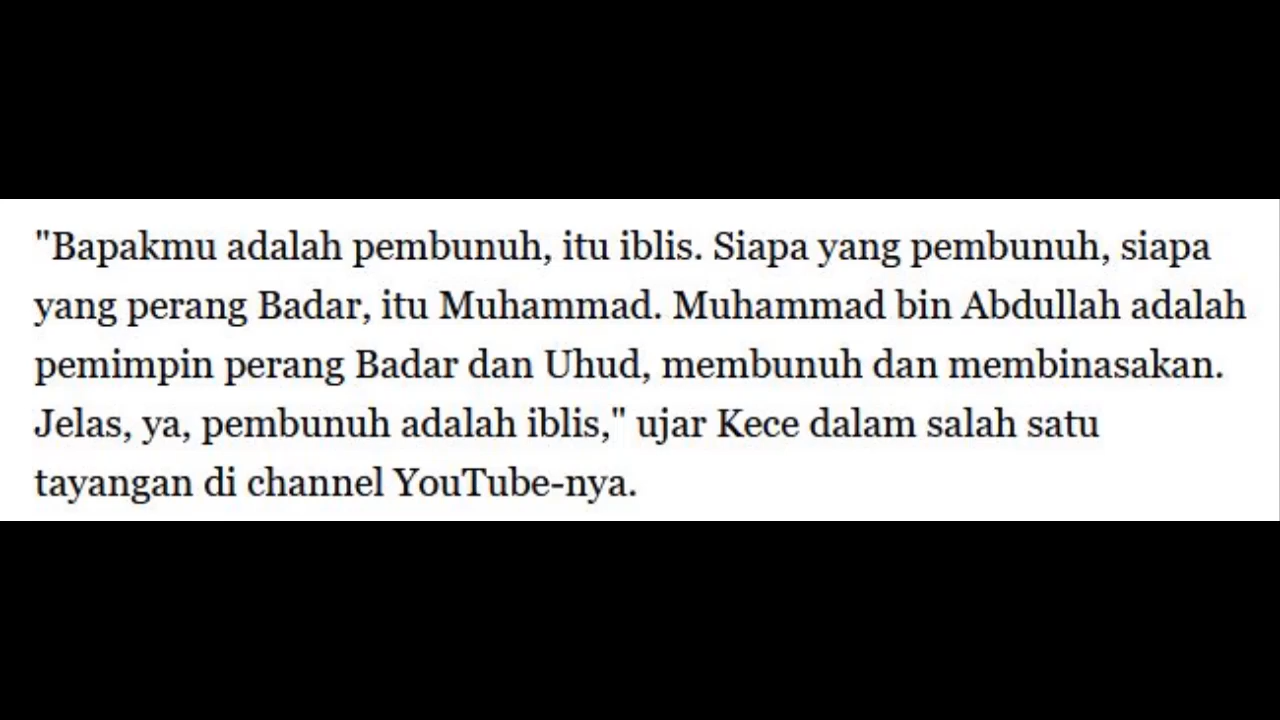 "Bapakmu adalah pembunuh, itu iblis. Siapa yang pembunuh, siapa
yang perang Badar, itu Muhammad. Muhammad bin Abdullah adalah
pemimpin perang Badar dan Uhud, membunuh dan membinasakan.
Jelas, ya, pembunuh adalah iblis," ujar Kece dalam salah satu
tayangan di channel YouTube-nya.